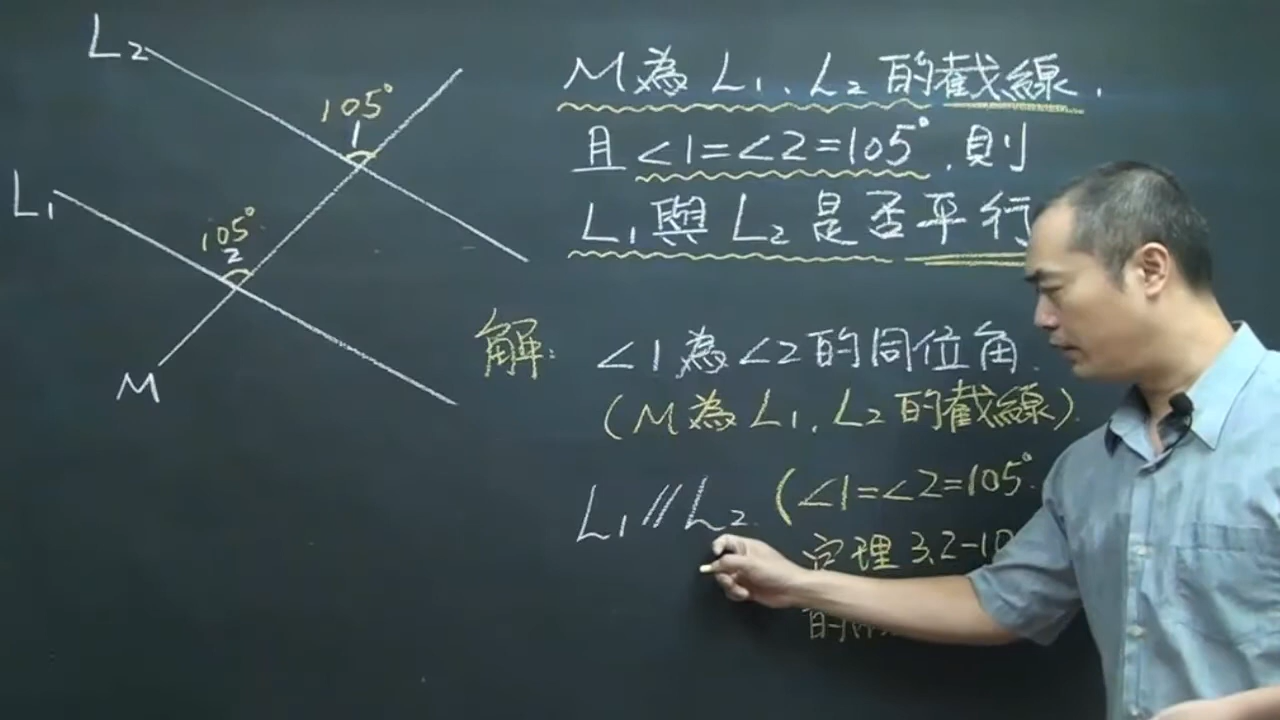 L2
105°
1
L1
105°
2
M
M為L1、L2的截線,
且∠1=∠2=105°,則
L1與L2是否平行
解:
∠1為∠2的同位角
(M為L1,L2的截線).
L1//L2
(∠1=∠2=105°
定理3.2-10
的